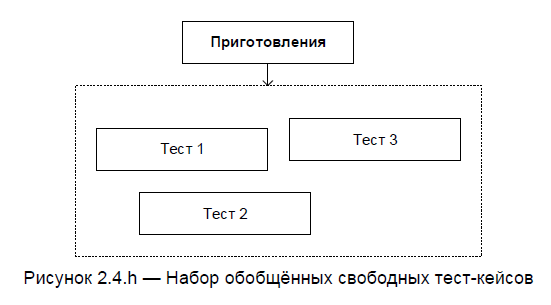 Приготовления
Тест 1
Тест 3
Тест 2
Рисунок 2.4.h — Набор обобщённых свободных тест-кейсов